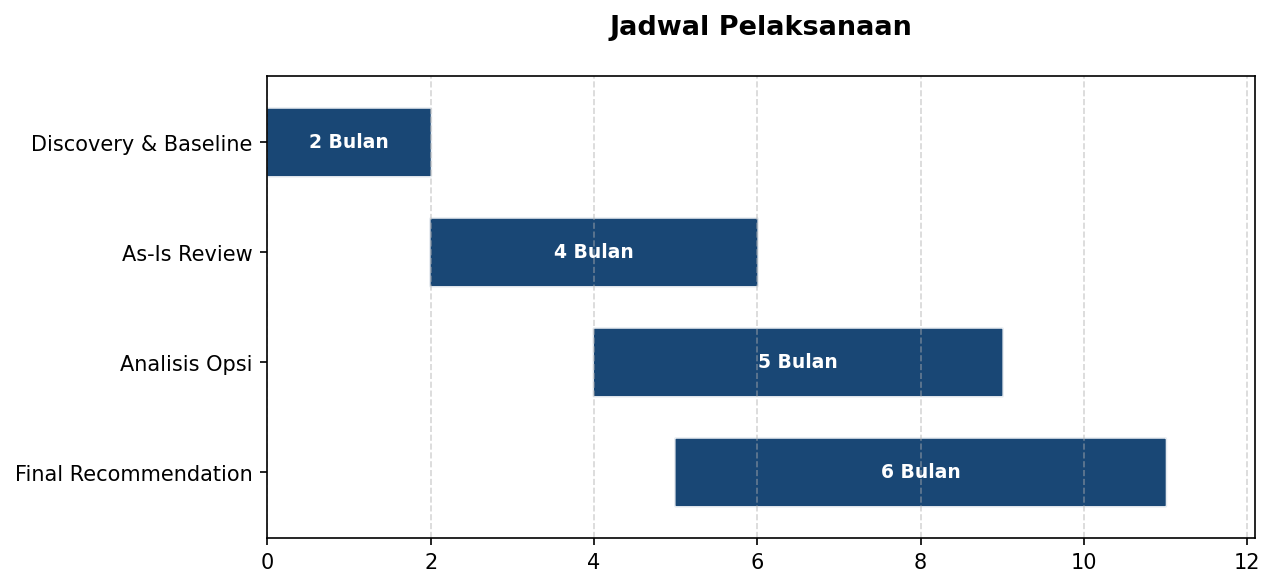 Jadwal Pelaksanaan
Discovery & Baseline
2 Bulan
As-Is Review
4 Bulan
Analisis Opsi
5 Bulan
Final Recommendation
6 Bulan
0 2 4 6 8 10 12